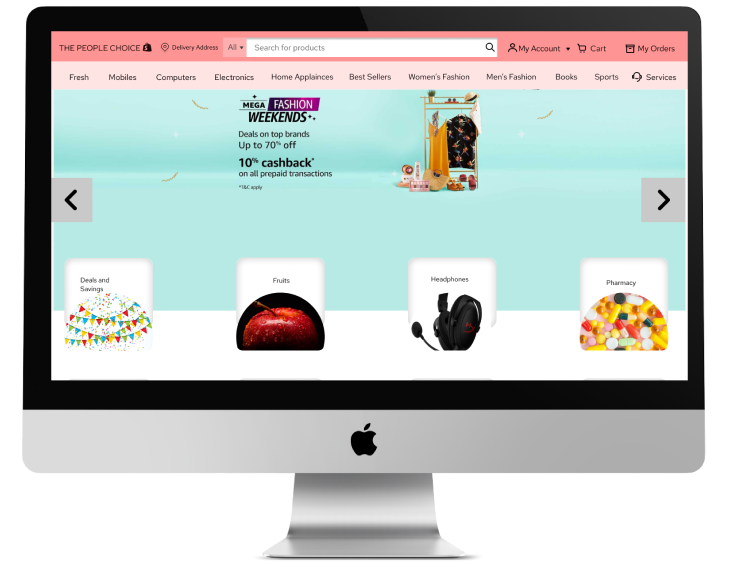 THE PEOPLE CHOICE Delivery Address All Search for products My Account Cart My Orders
Fresh Mobiles Computers Electronics Home Applainces Best Sellers Women's Fashion Men's Fashion Books Sports Services
MEGA FASHION
WEEKENDS
Deals on top brands
Up to 70% off
10% cashback*
on all prepaid transactions
*T&C apply
Deals and
Savings
Fruits
Headphones
Pharmacy